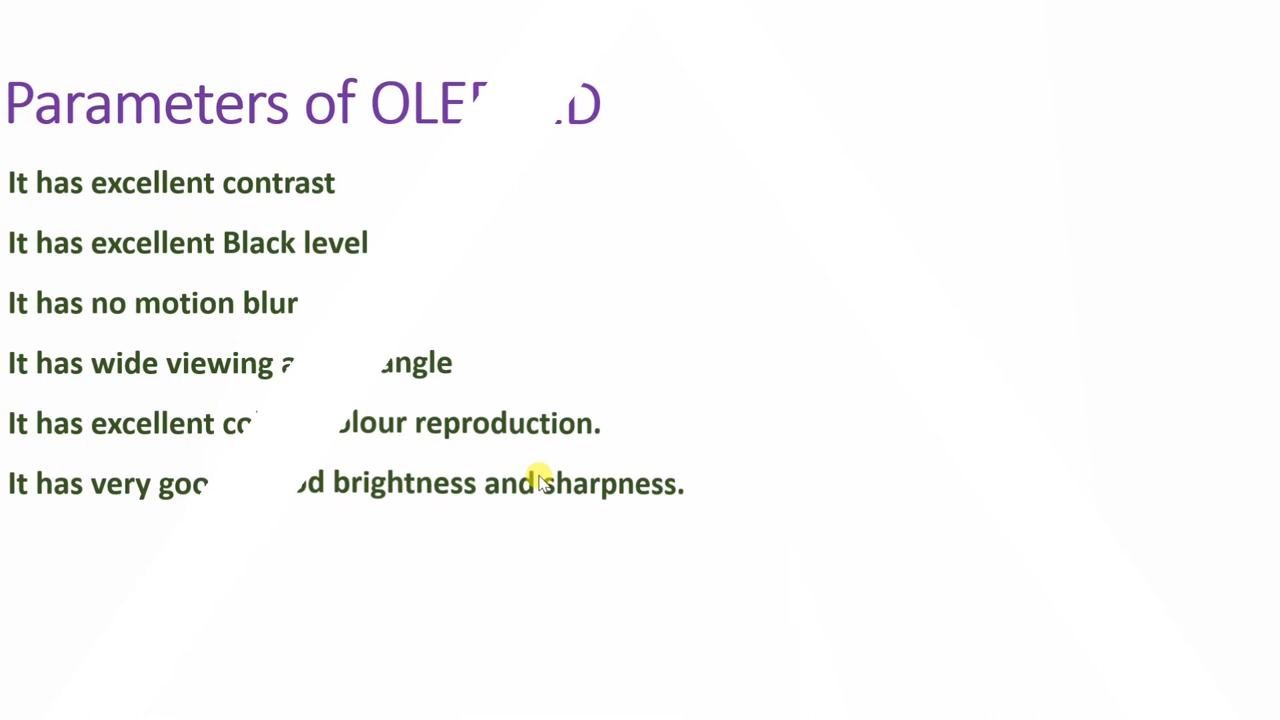 Parameters of
It has excellent contrast
It has excellent Black level
It has no motion blur
It has wide viewing angle
It has excellent colour reproduction.
It has very good brightness and sharpness.